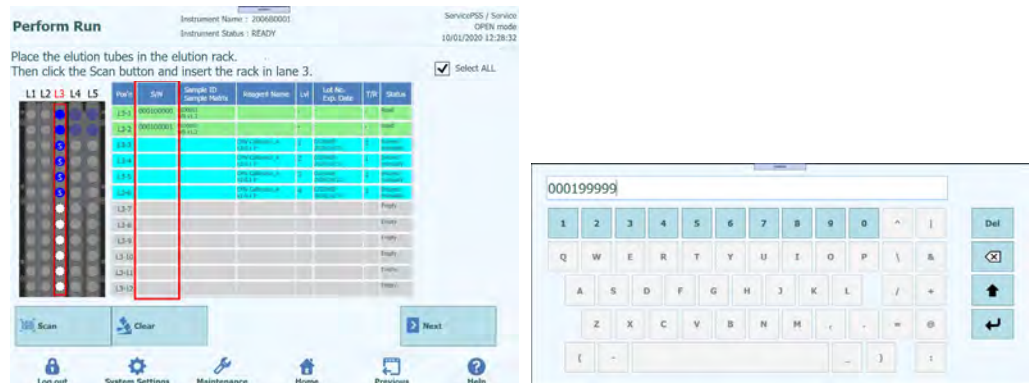 Perform Run
Instrument Name : 200680001
Instrument Status : READY
ServicePSS / Service
OPEN mode
10/01/2020 12:28:32
Place the elution tubes in the elution rack.
Then click the Scan button and insert the rack in lane 3.
Select ALL
L1 L2 L3 L4 L5
Pos'n S/N Sample ID Sample Matrix Reagent Name Lvl Lot No. Exp. Date T/R Status
L3-1 000100000
L3-2 000100001
L3-3
L3-4
L3-5
L3-6
L3-7 Empty
L3-8 Empty
L3-9 Empty
L3-10 Empty
L3-11 Empty
L3-12 Empty
Scan
Clear
Next
Log out
System Settings
Maintenance
Home
Previous
Help
000199999
1 2 3 4 5 6 7 8 9 0 ^ | Del
Q W E R T Y U I O P \ &
A S D F G H J K L / +
Z X C V B N M , . = @
( - _ ) :